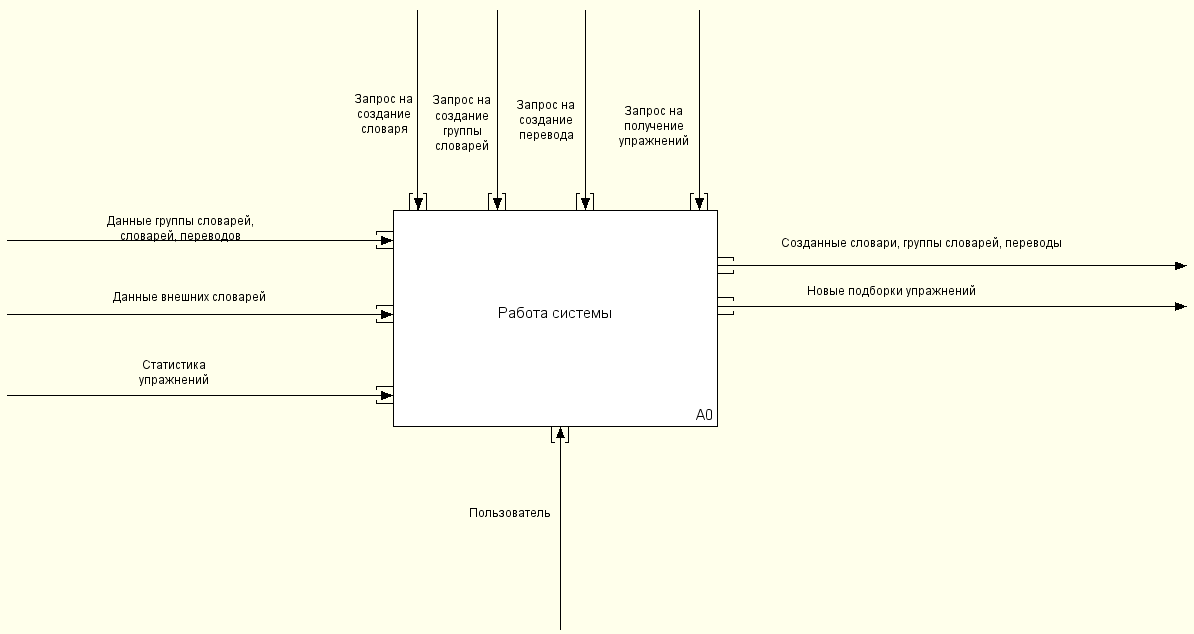 Запрос на
создание
словаря
Запрос на
создание
группы
словарей
Запрос на
создание
перевода
Запрос на
получение
упражнений
Данные группы словарей,
словарей, переводов
Данные внешних словарей
Статистика
упражнений
Работа системы
A0
Созданные словари, группы словарей, переводы
Новые подборки упражнений
Пользователь